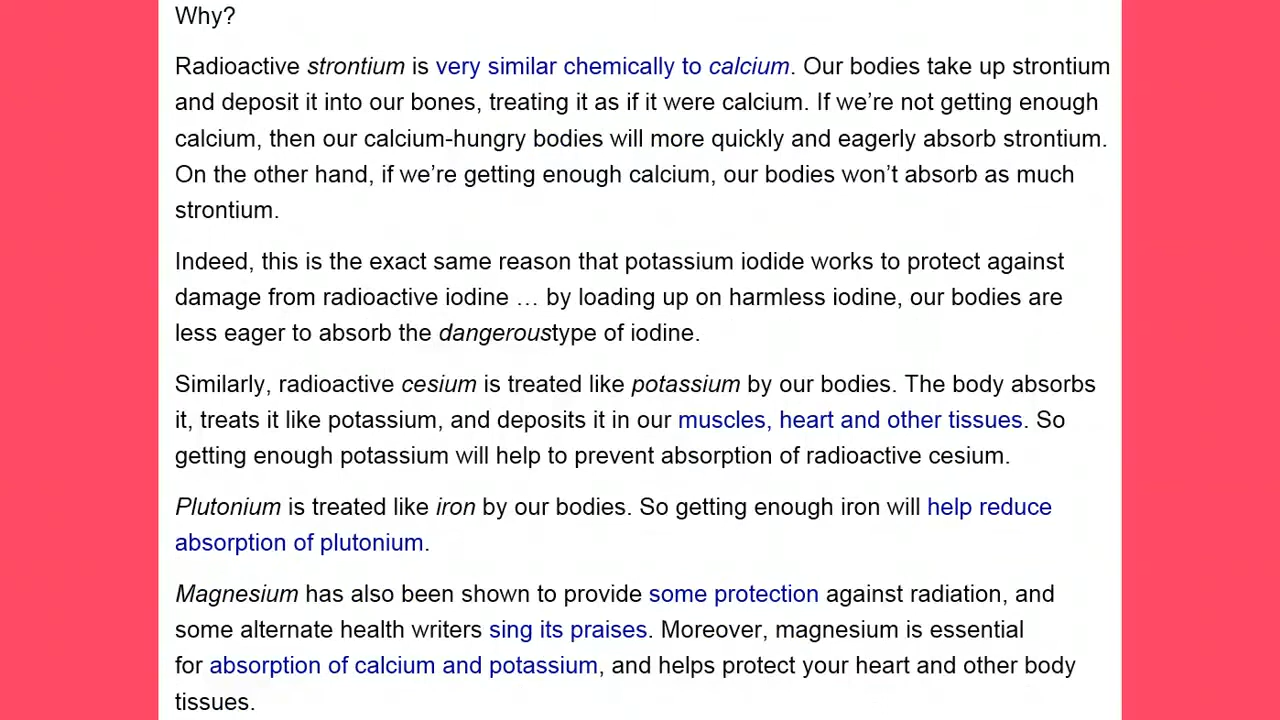 Why?
Radioactive strontium is very similar chemically to calcium. Our bodies take up strontium
and deposit it into our bones, treating it as if it were calcium. If we’re not getting enough
calcium, then our calcium-hungry bodies will more quickly and eagerly absorb strontium.
On the other hand, if we’re getting enough calcium, our bodies won’t absorb as much
strontium.
Indeed, this is the exact same reason that potassium iodide works to protect against
damage from radioactive iodine … by loading up on harmless iodine, our bodies are
less eager to absorb the dangeroustype of iodine.
Similarly, radioactive cesium is treated like potassium by our bodies. The body absorbs
it, treats it like potassium, and deposits it in our muscles, heart and other tissues. So
getting enough potassium will help to prevent absorption of radioactive cesium.
Plutonium is treated like iron by our bodies. So getting enough iron will help reduce
absorption of plutonium.
Magnesium has also been shown to provide some protection against radiation, and
some alternate health writers sing its praises. Moreover, magnesium is essential
for absorption of calcium and potassium, and helps protect your heart and other body
tissues.